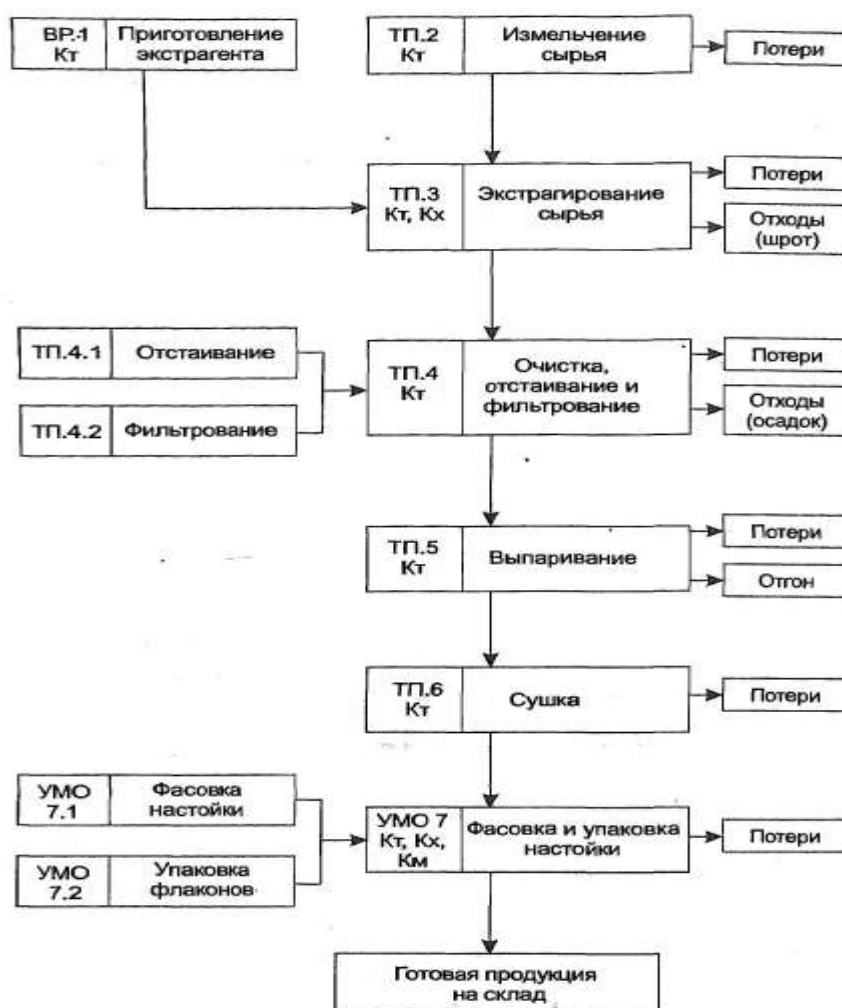 ВР.1
Кт
Приготовление
экстрагента
ТП.2
Кт
Измельчение
сырья
Потери
ТП.3
Кт, Кх
Экстрагирование
сырья
Потери
Отходы
(шрот)
ТП.4.1
Отстаивание
ТП.4.2
Фильтрование
ТП.4
Кт
Очистка,
отстаивание и
фильтрование
Потери
Отходы
(осадок)
ТП.5
Кт
Выпаривание
Потери
Отгон
ТП.6
Кт
Сушка
Потери
УМО
7.1
Фасовка
настойки
УМО
7.2
Упаковка
флаконов
УМО 7
Кт, Кх,
Км
Фасовка и упаковка
настойки
Потери
Готовая продукция
на склад